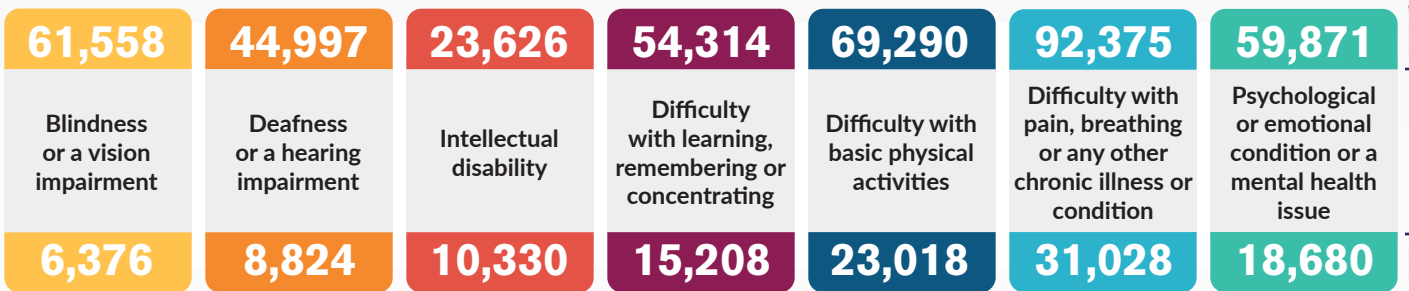 61,558
Blindness
or a vision
impairment
6,376
44,997
Deafness
or a hearing
impairment
8,824
23,626
Intellectual
disability
10,330
54,314
Difficulty
with learning,
remembering or
concentrating
15,208
69,290
Difficulty with
basic physical
activities
23,018
92,375
Difficulty with
pain, breathing
or any other
chronic illness or
condition
31,028
59,871
Psychological
or emotional
condition or a
mental health
issue
18,680